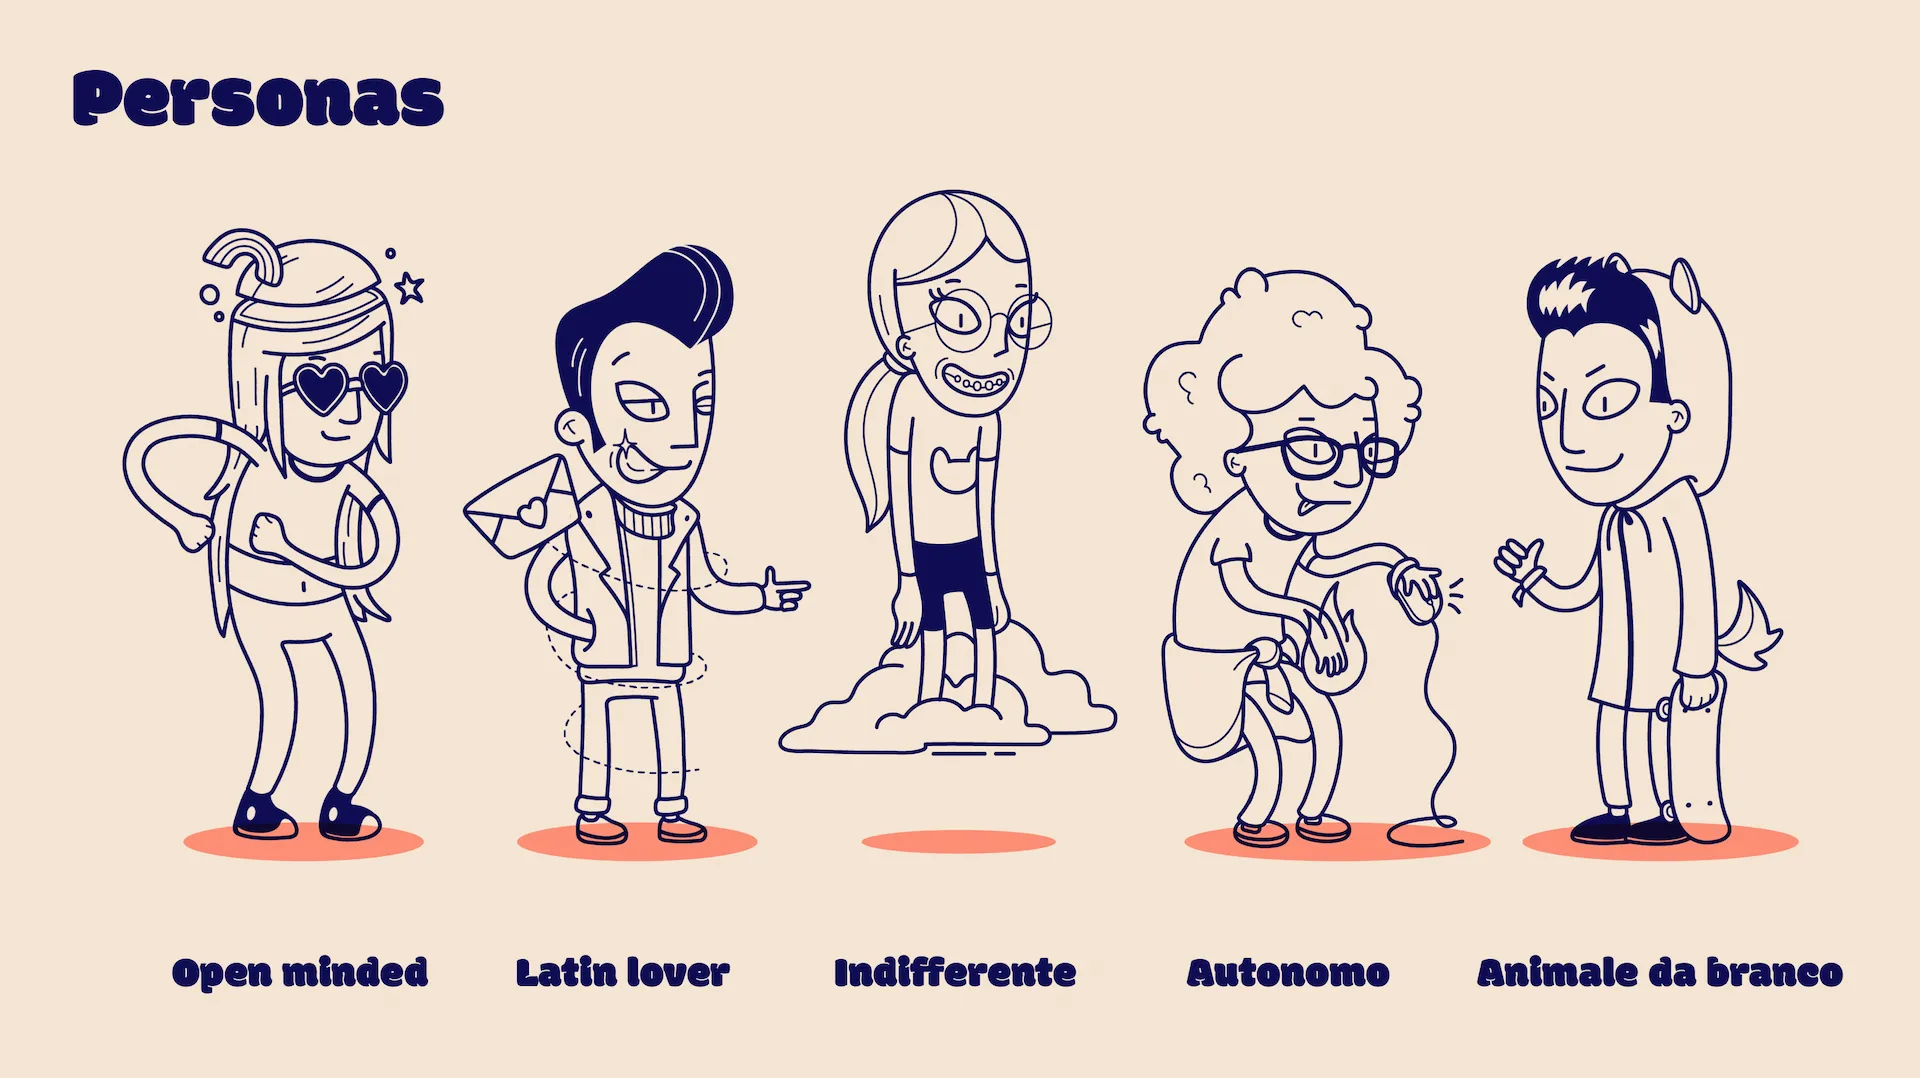 Personas
Open minded
Latin lover
Indifferente
Autonomo
Animale da branco